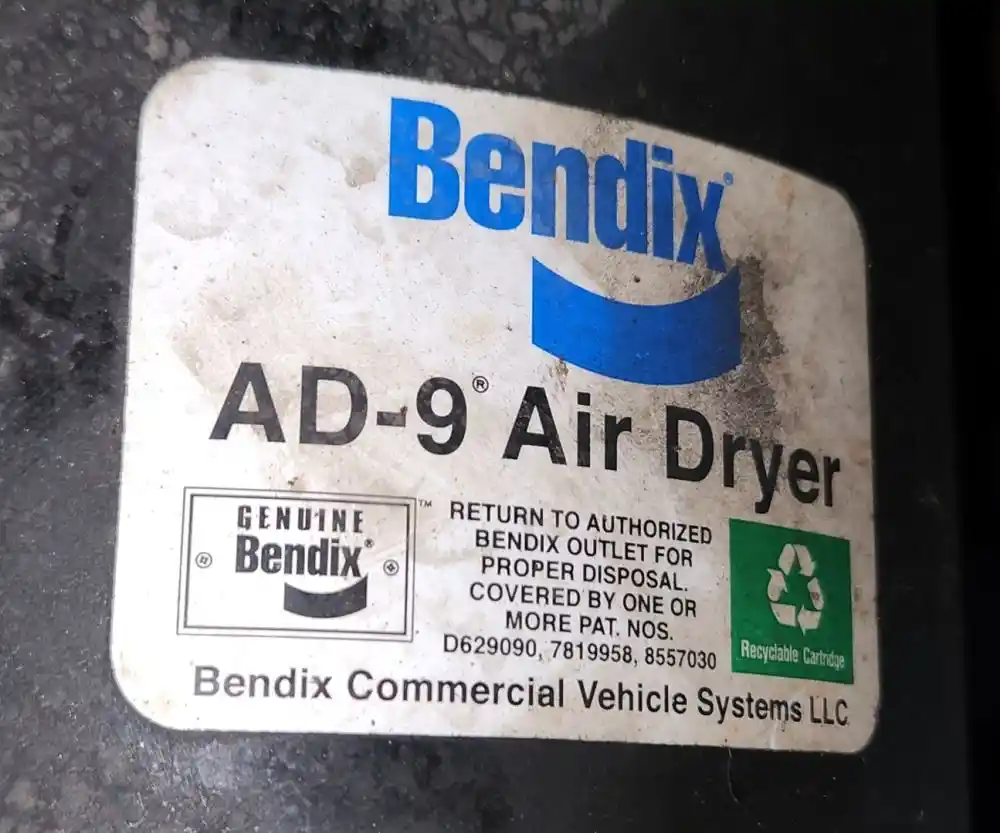 Bendix®
AD-9® Air Dryer
GENUINE
Bendix®
™
RETURN TO AUTHORIZED
BENDIX OUTLET FOR
PROPER DISPOSAL.
COVERED BY ONE OR
MORE PAT. NOS.
D629090, 7819958, 8557030
Recyclable Cartridge
Bendix Commercial Vehicle Systems LLC